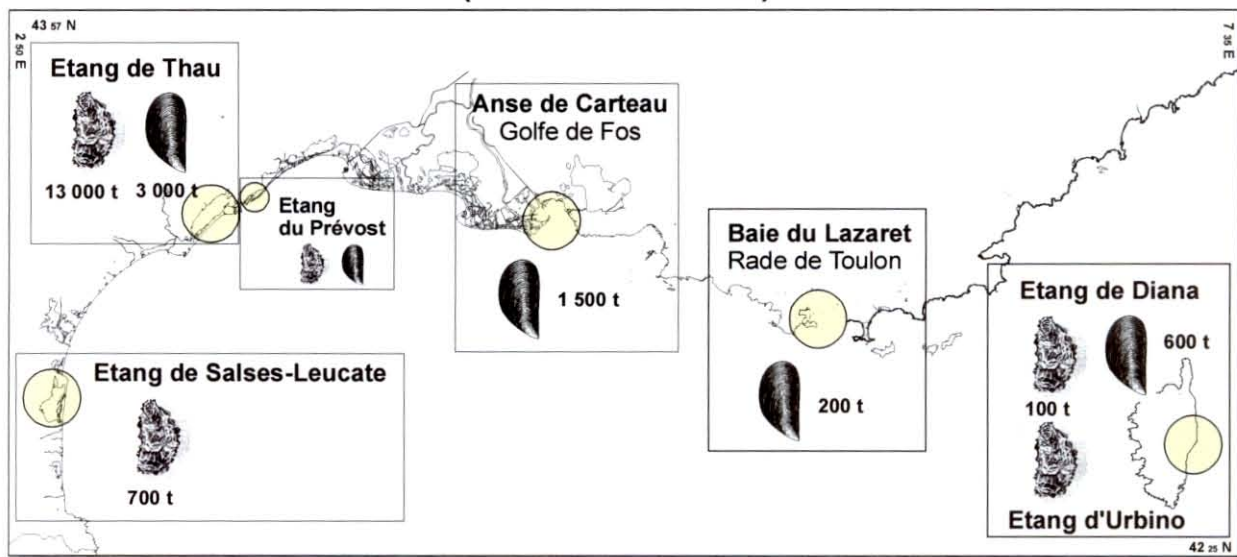 43 57 N
2 50 E
7 35 E
Etang de Thau
13 000 t
3 000 t
Etang
du Prévost
Anse de Carteau
Golfe de Fos
1 500 t
Baie du Lazaret
Rade de Toulon
200 t
Etang de Diana
600 t
100 t
Etang d'Urbino
Etang de Salses-Leucate
700 t
42 25 N